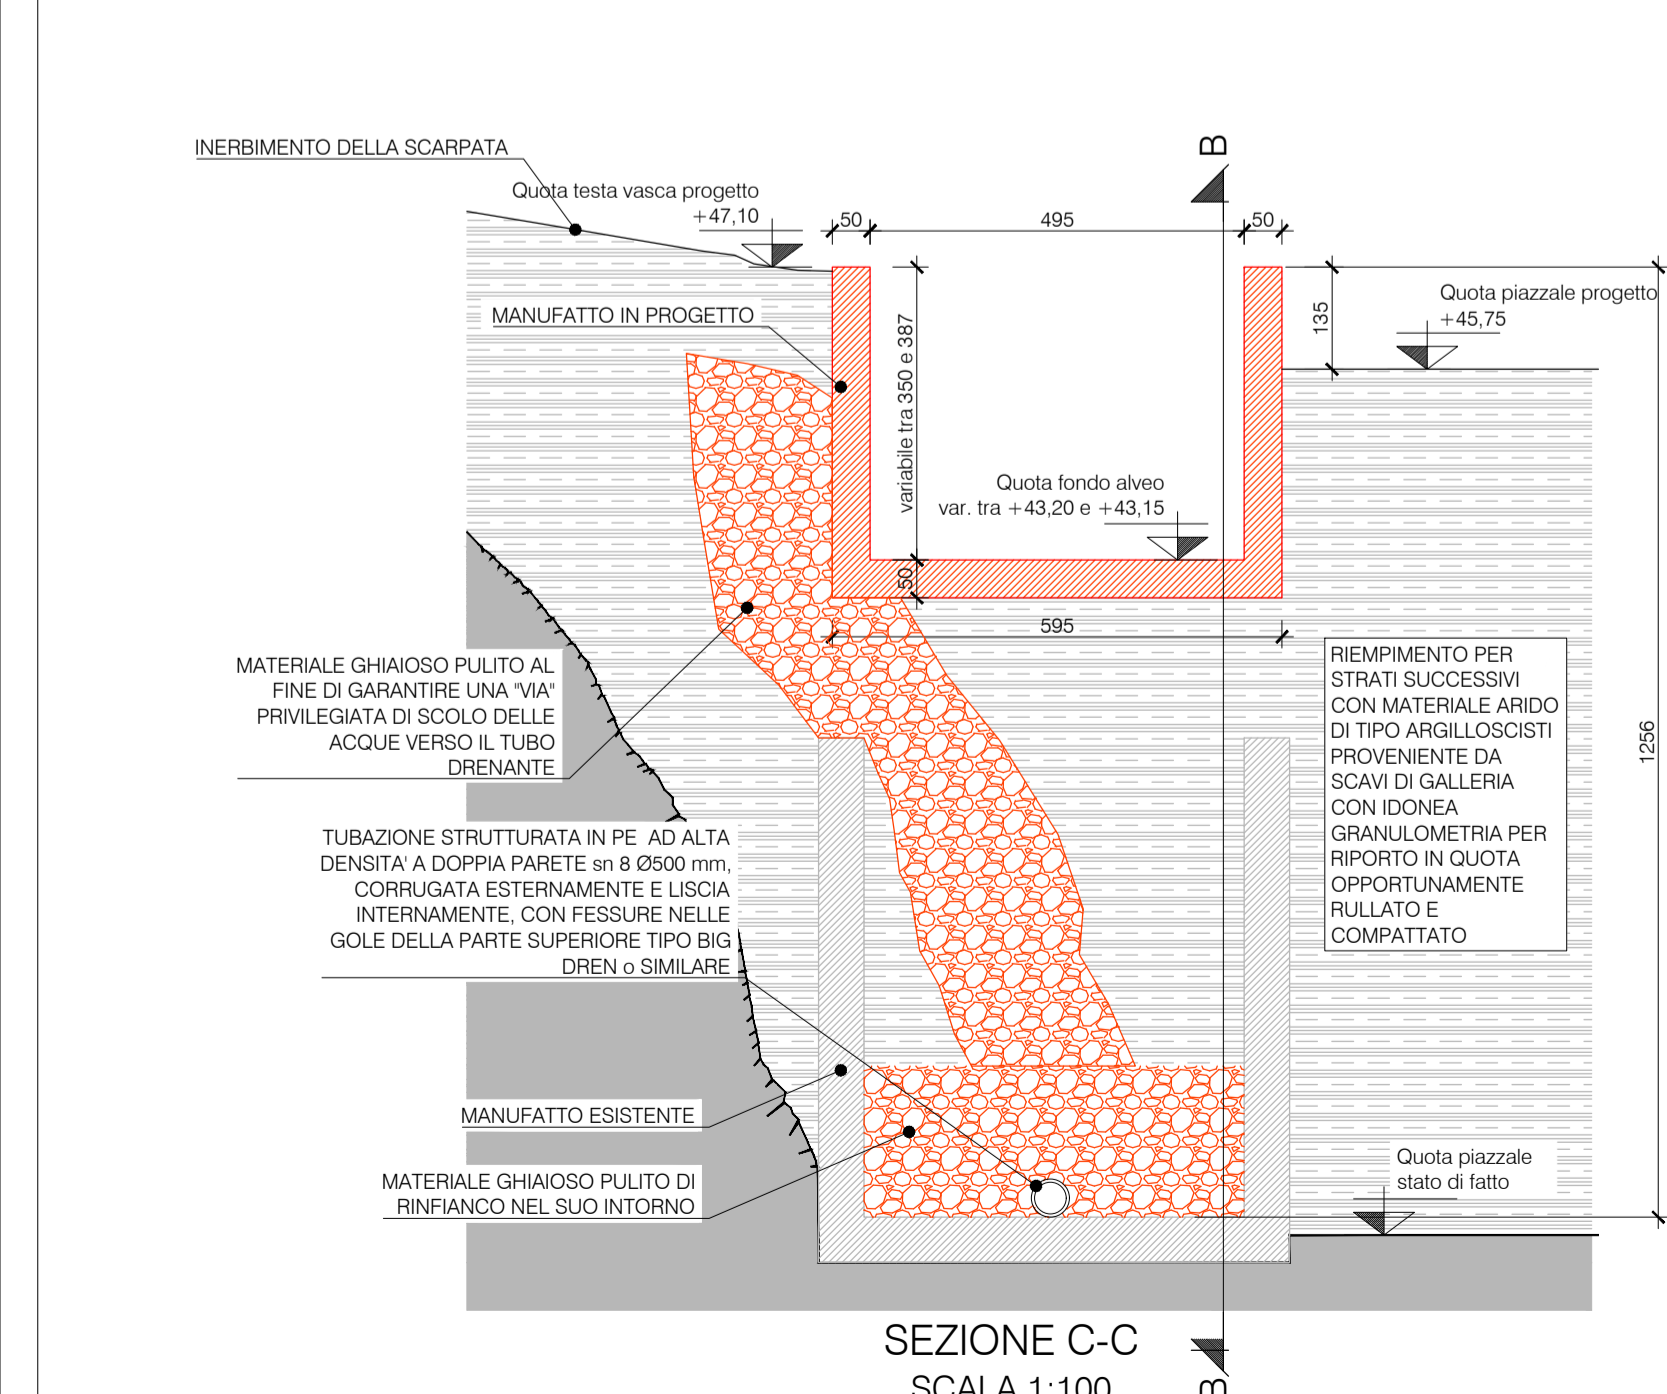 B
INERBIMENTO DELLA SCARPATA
Quota testa vasca progetto
+47,10
50
495
50
Quota piazzale progetto
+45,75
135
MANUFATTO IN PROGETTO
variabile tra 350 e 387
Quota fondo alveo
var. tra +43,20 e +43,15
50
595
MATERIALE GHIAIOSO PULITO AL
FINE DI GARANTIRE UNA "VIA"
PRIVILEGIATA DI SCOLO DELLE
ACQUE VERSO IL TUBO
DRENANTE
RIEMPIMENTO PER
STRATI SUCCESSIVI
CON MATERIALE ARIDO
DI TIPO ARGILLOSCISTI
PROVENIENTE DA
SCAVI DI GALLERIA
CON IDONEA
GRANULOMETRIA PER
RIPORTO IN QUOTA
OPPORTUNAMENTE
RULLATO E
COMPATTATO
1256
TUBAZIONE STRUTTURATA IN PE AD ALTA
DENSITA' A DOPPIA PARETE sn 8 Ø500 mm,
CORRUGATA ESTERNAMENTE E LISCIA
INTERNAMENTE, CON FESSURE NELLE
GOLE DELLA PARTE SUPERIORE TIPO BIG
DREN o SIMILARE
MANUFATTO ESISTENTE
MATERIALE GHIAIOSO PULITO DI
RINFIANCO NEL SUO INTORNO
Quota piazzale
stato di fatto
SEZIONE C-C
SCALA 1:100
B